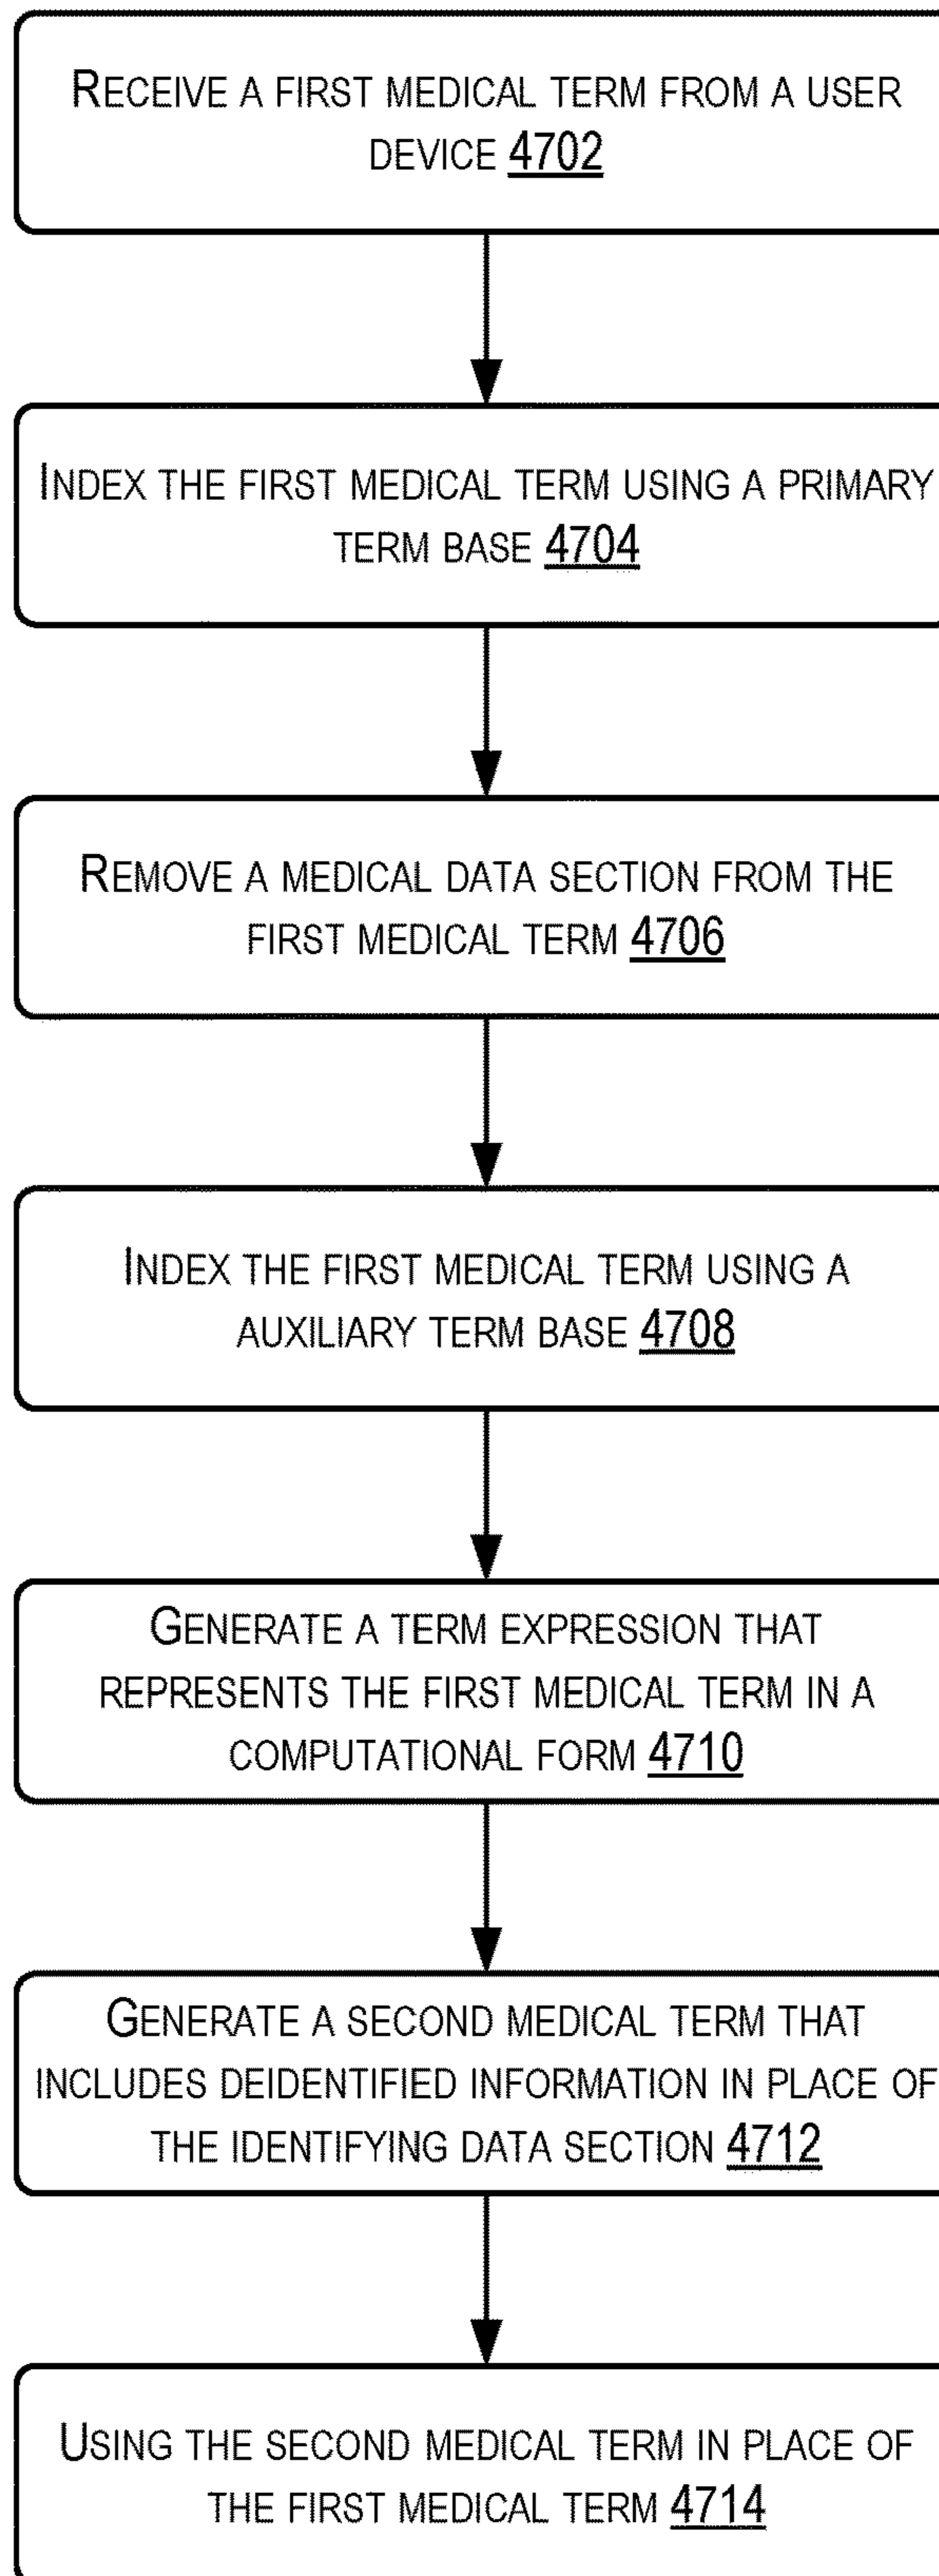 RECEIVE A FIRST MEDICAL TERM FROM A USER
DEVICE 4702
INDEX THE FIRST MEDICAL TERM USING A PRIMARY
TERM BASE 4704
REMOVE A MEDICAL DATA SECTION FROM THE
FIRST MEDICAL TERM 4706
INDEX THE FIRST MEDICAL TERM USING A
AUXILIARY TERM BASE 4708
GENERATE A TERM EXPRESSION THAT
REPRESENTS THE FIRST MEDICAL TERM IN A
COMPUTATIONAL FORM 4710
GENERATE A SECOND MEDICAL TERM THAT
INCLUDES DEIDENTIFIED INFORMATION IN PLACE OF
THE IDENTIFYING DATA SECTION 4712
USING THE SECOND MEDICAL TERM IN PLACE OF
THE FIRST MEDICAL TERM 4714